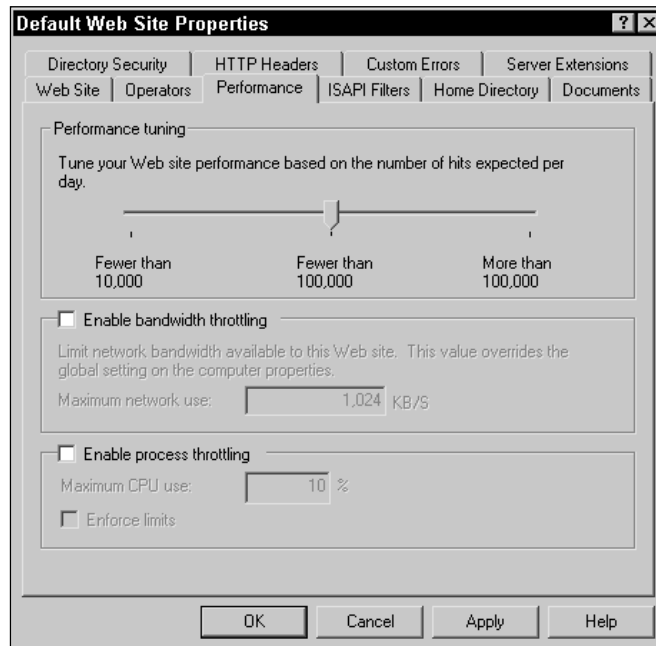 Default Web Site Properties
Directory Security HTTP Headers Custom Errors Server Extensions
Web Site Operators Performance ISAPI Filters Home Directory Documents
Performance tuning
Tune your Web site performance based on the number of hits expected per
day.
Fewer than Fewer than More than
10,000 100,000 100,000
Enable bandwidth throttling
Limit network bandwidth available to this Web site. This value overrides the
global setting on the computer properties.
Maximum network use: 1,024 KB/S
Enable process throttling
Maximum CPU use: 10 %
Enforce limits
OK Cancel Apply Help